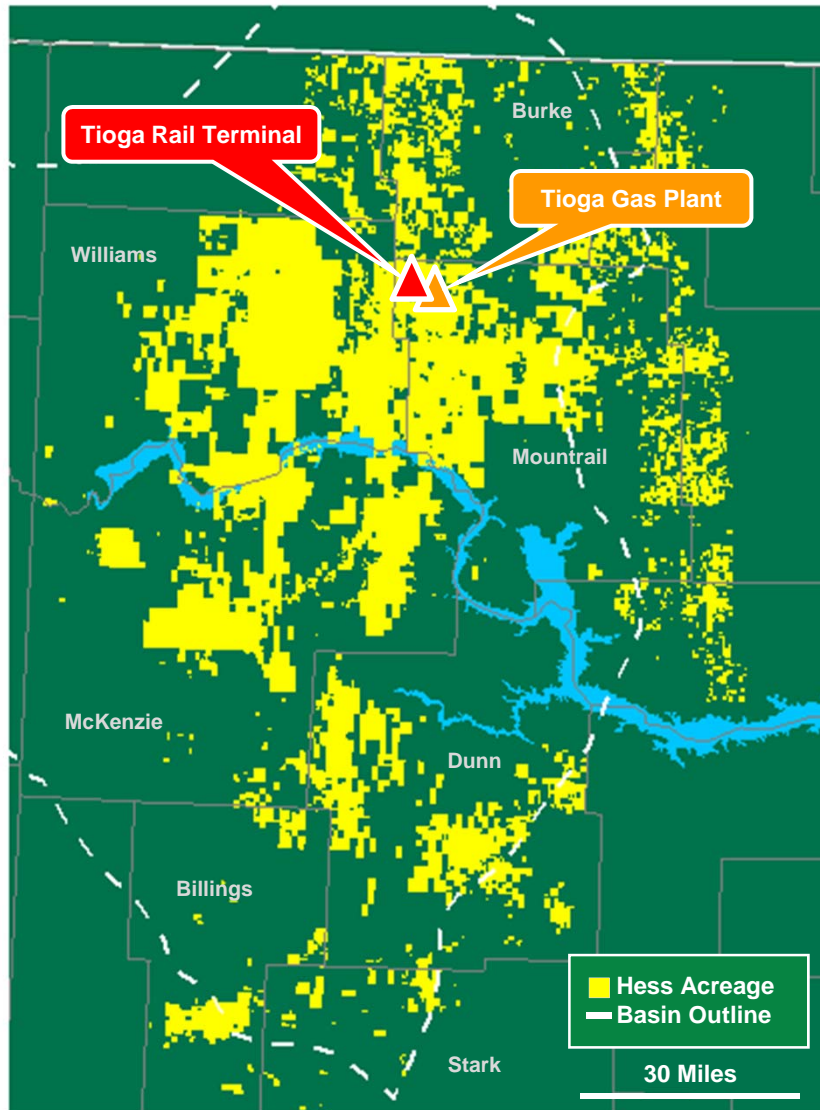 Burke
Tioga Rail Terminal
Tioga Gas Plant
Williams
Mountrail
McKenzie
Dunn
Billings
Hess Acreage
Basin Outline
Stark
30 Miles